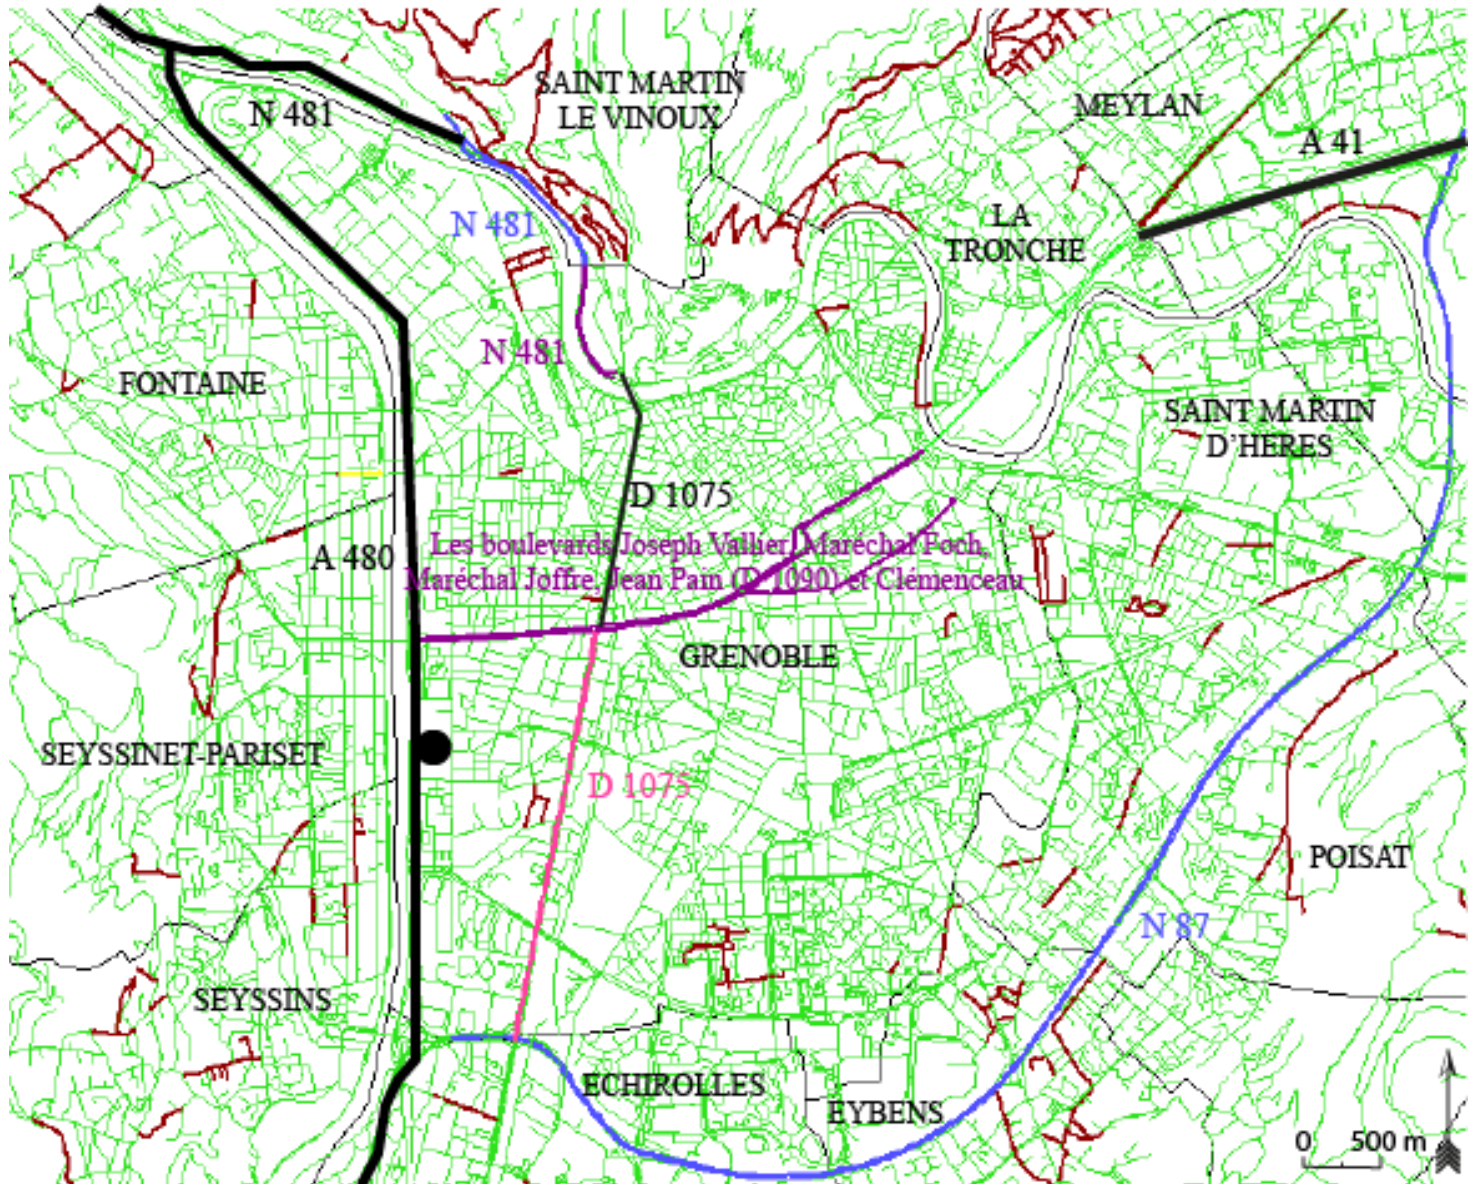 SAINT MARTIN
LE VINOUX
N 481
MEYLAN
A 41
N 481
LA
TRONCHE
N 481
FONTAINE
SAINT MARTIN
D'HERES
D 1075
A 480
Les boulevards Joseph Vallier, Maréchal Foch,
Maréchal Joffre, Jean Pain (D 1090) et Clémenceau
GRENOBLE
SEYSSINET-PARISET
D 1075
POISAT
N 87
SEYSSINS
ECHIROLLES
EYBENS
0 500 m